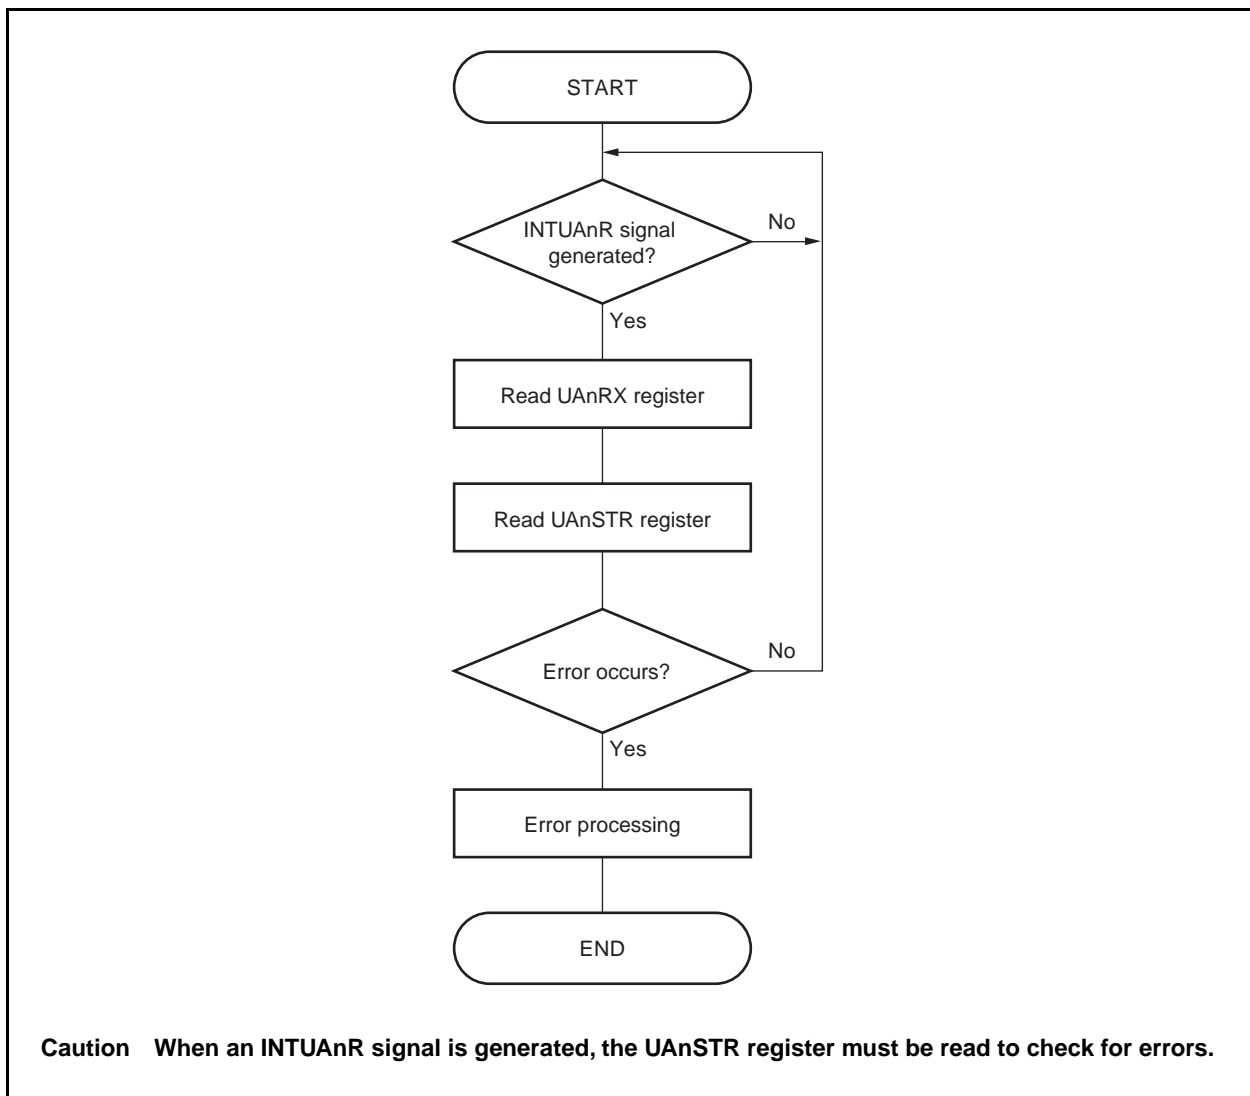 START
INTUAnR signal
generated?
No
Yes
Read UAnRX register
Read UAnSTR register
Error occurs?
No
Yes
Error processing
END
Caution When an INTUAnR signal is generated, the UAnSTR register must be read to check for errors.